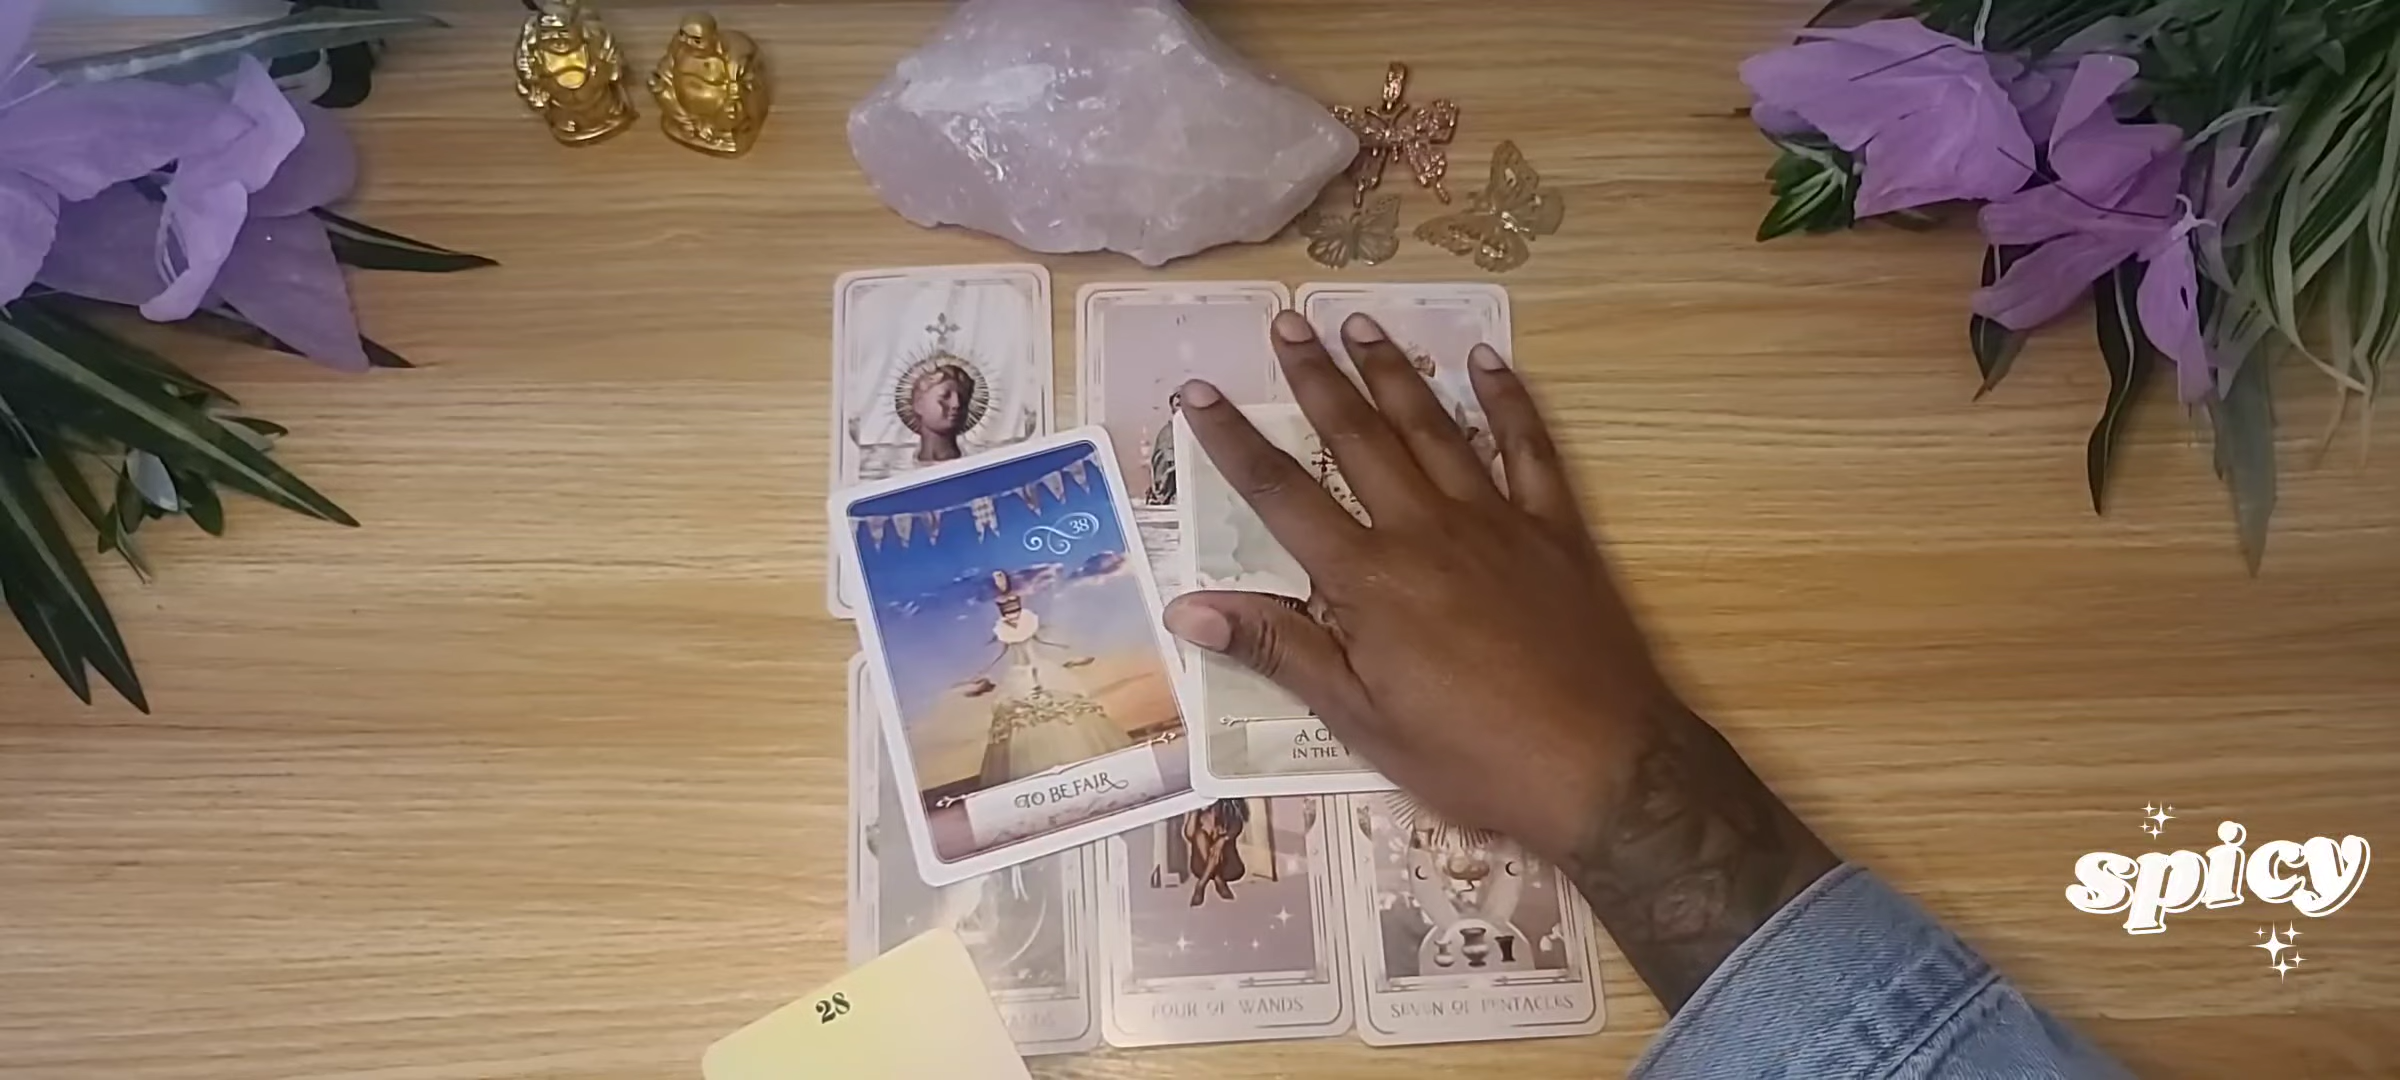 38
TO BE FAIR
A C
IN THE
28
FOUR OF WANDS
SEVEN OF PENTACLES
spicy